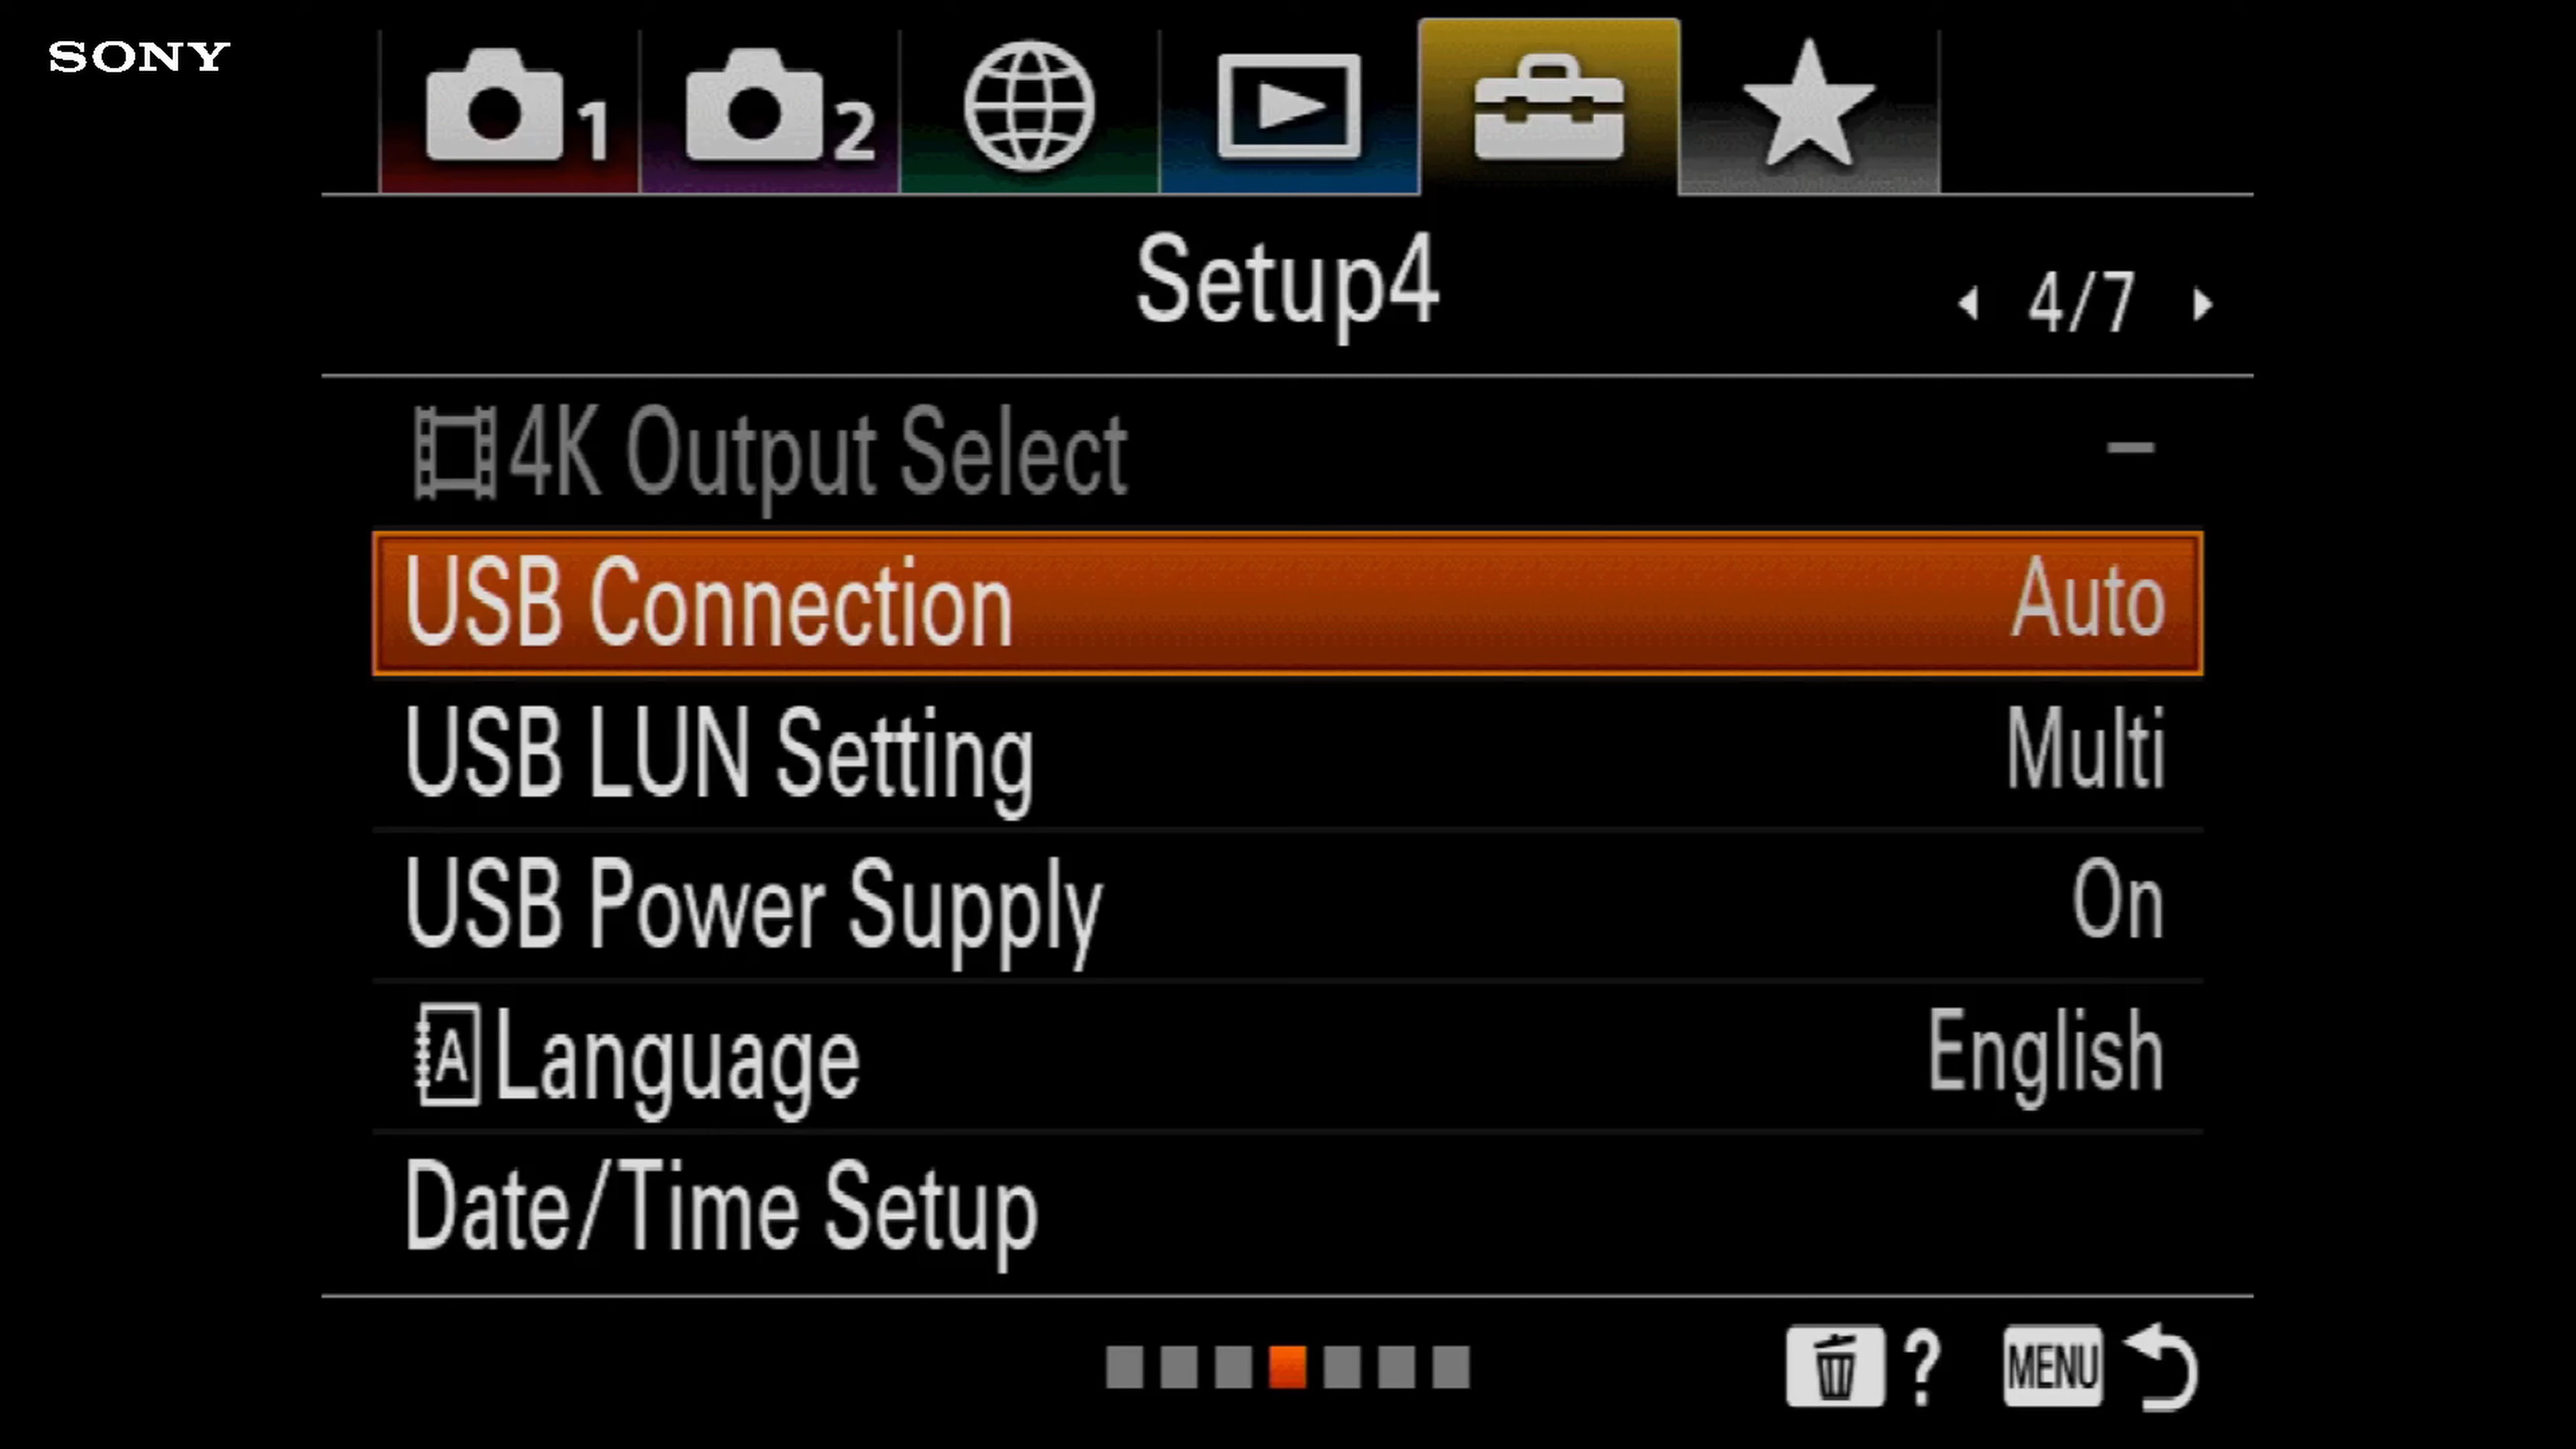 SONY
1 2
Setup4
4/7
4K Output Select –
USB Connection Auto
USB LUN Setting Multi
USB Power Supply On
A Language English
Date/Time Setup
? MENU